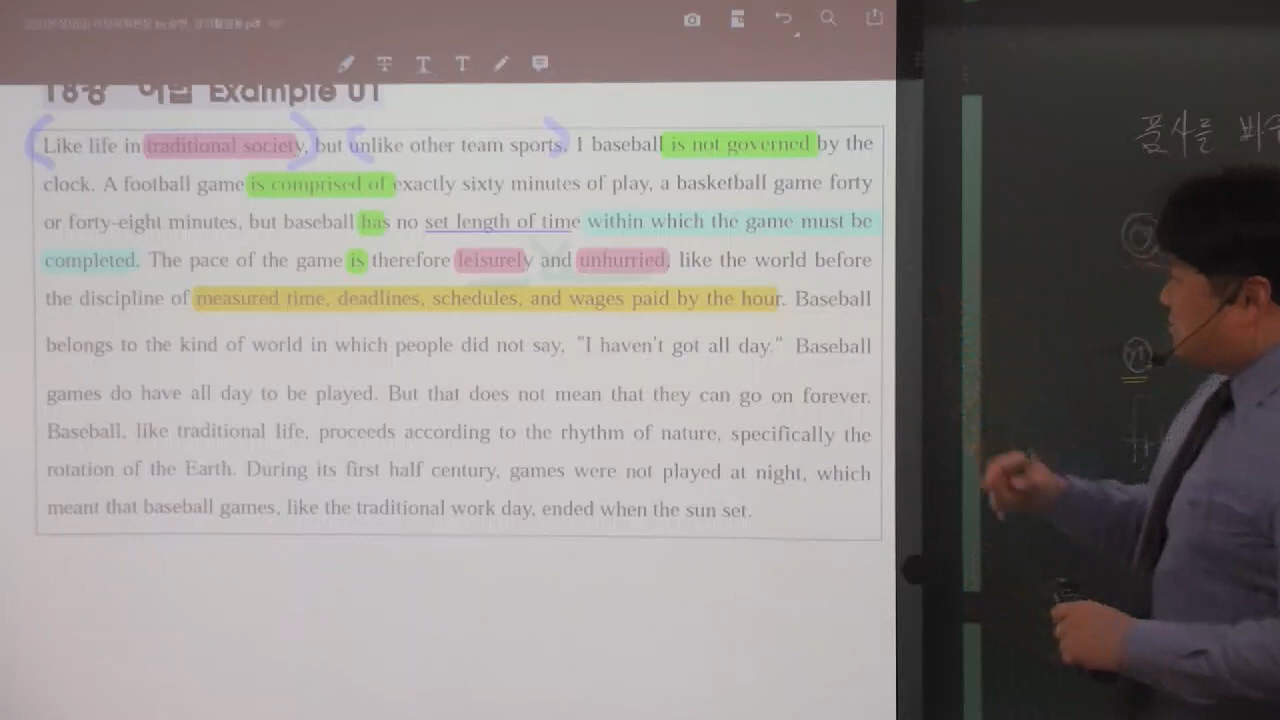 18강 어법 Example 01
Like life in traditional society, but unlike other team sports, I baseball is not governed by the
clock. A football game is comprised of exactly sixty minutes of play, a basketball game forty
or forty-eight minutes, but baseball has no set length of time within which the game must be
completed. The pace of the game is therefore leisurely and unhurried, like the world before
the discipline of measured time, deadlines, schedules, and wages paid by the hour. Baseball
belongs to the kind of world in which people did not say, "I haven't got all day." Baseball
games do have all day to be played. But that does not mean that they can go on forever.
Baseball, like traditional life, proceeds according to the rhythm of nature, specifically the
rotation of the Earth. During its first half century, games were not played at night, which
meant that baseball games, like the traditional work day, ended when the sun set.
품사를